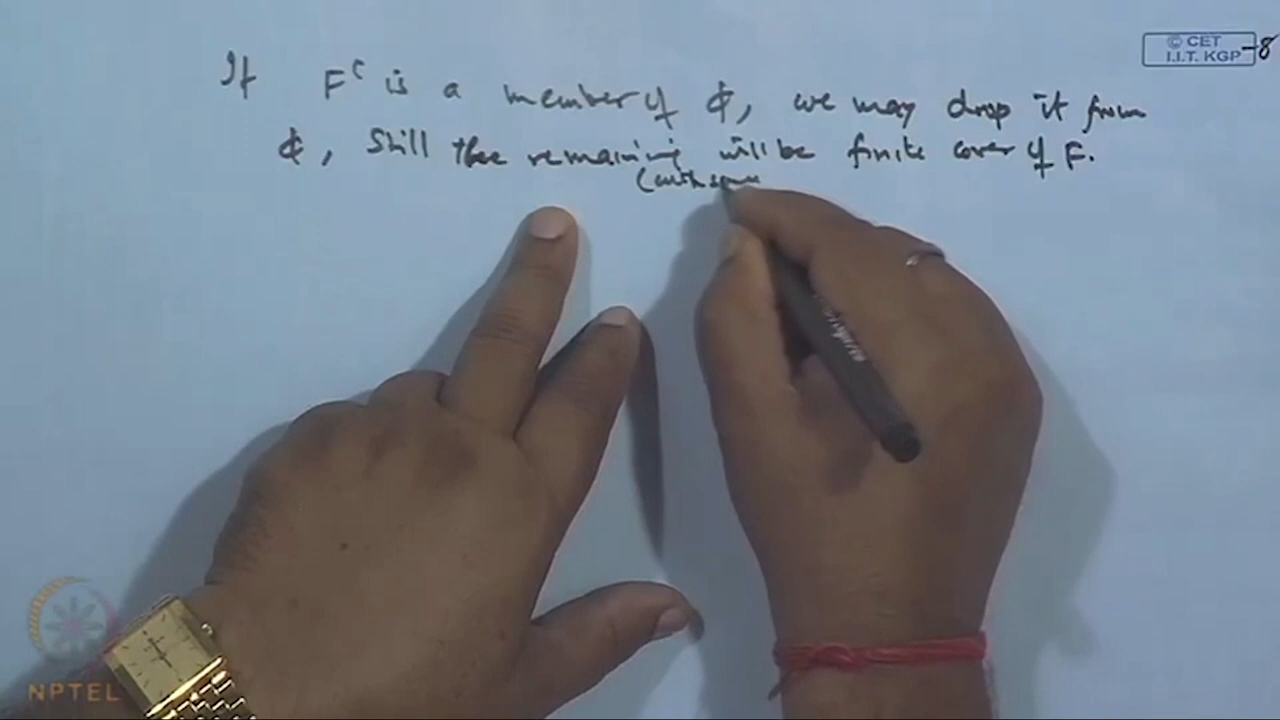 © CET
I.I.T. KGP -8
If F^c is a member of Φ, we may drop it from
Φ, Still the remaining will be finite cover of F.
NPTEL